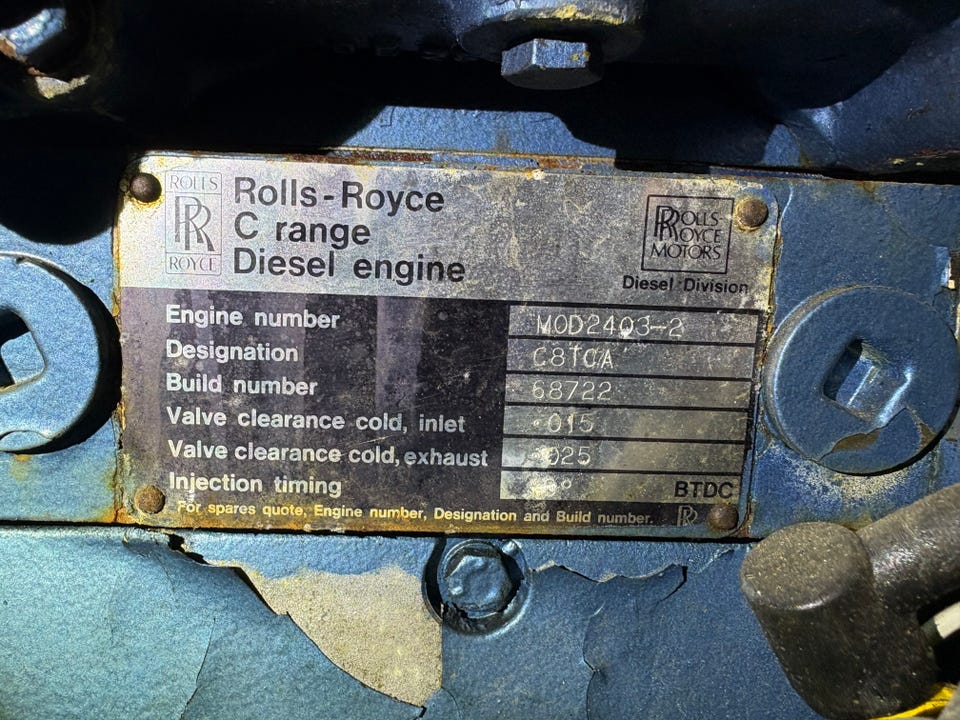 ROLLS
RR
ROYCE
Rolls-Royce
C range
Diesel engine
ROLLS
ROYCE
MOTORS
Diesel Division
Engine number MOD2403-2
Designation C8TCA
Build number 68722
Valve clearance cold, inlet ·015
Valve clearance cold, exhaust ·025
Injection timing BTDC
For spares quote, Engine number, Designation and Build number. RR